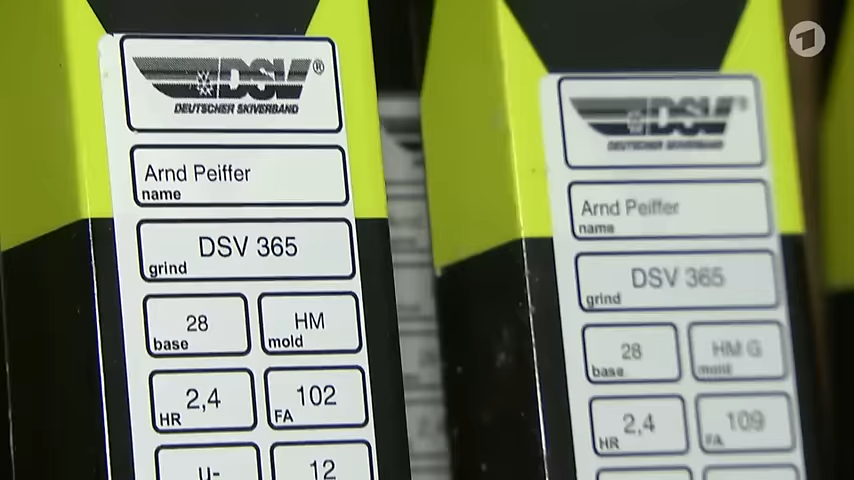 DSV®
DEUTSCHER SKIVERBAND
Arnd Peiffer
name
DSV 365
grind
28
base
HM
mold
2,4
HR
102
FA
u-
12
DSV®
DEUTSCHER SKIVERBAND
Arnd Peiffer
name
DSV 365
grind
28
base
HM G
mold
2,4
HR
109
FA
1